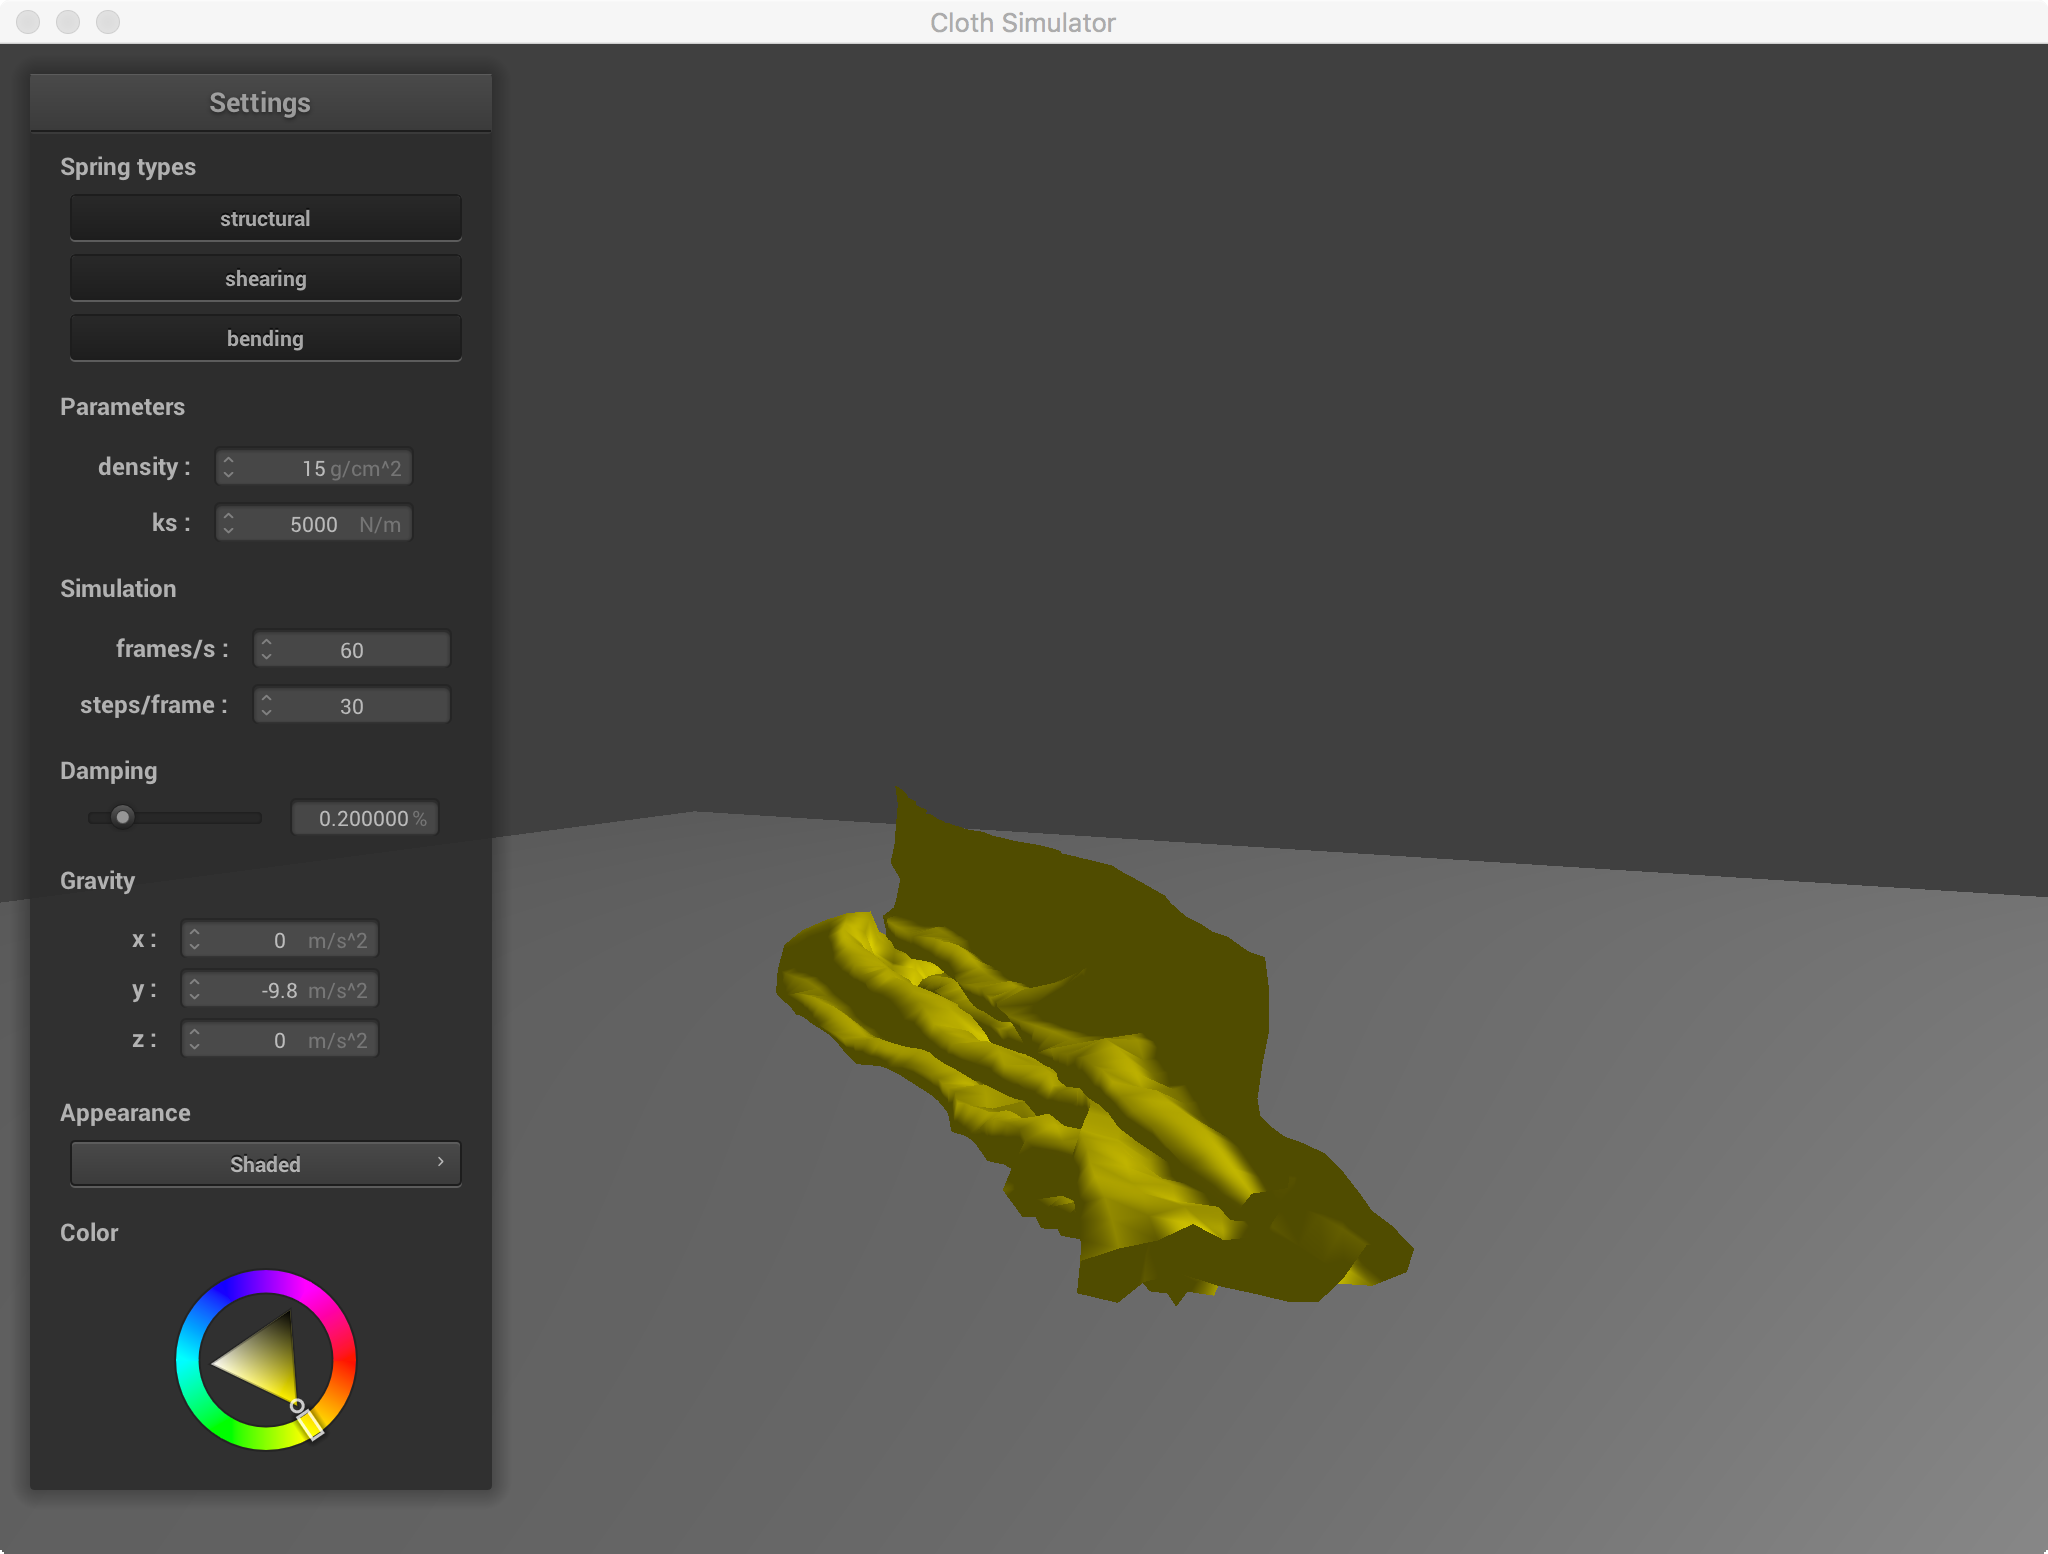 Cloth Simulator
Settings
Spring types
structural
shearing
bending
Parameters
density : 15 g/cm^2
ks : 5000 N/m
Simulation
frames/s : 60
steps/frame : 30
Damping
0.200000 %
Gravity
x : 0 m/s^2
y : -9.8 m/s^2
z : 0 m/s^2
Appearance
Shaded
Color